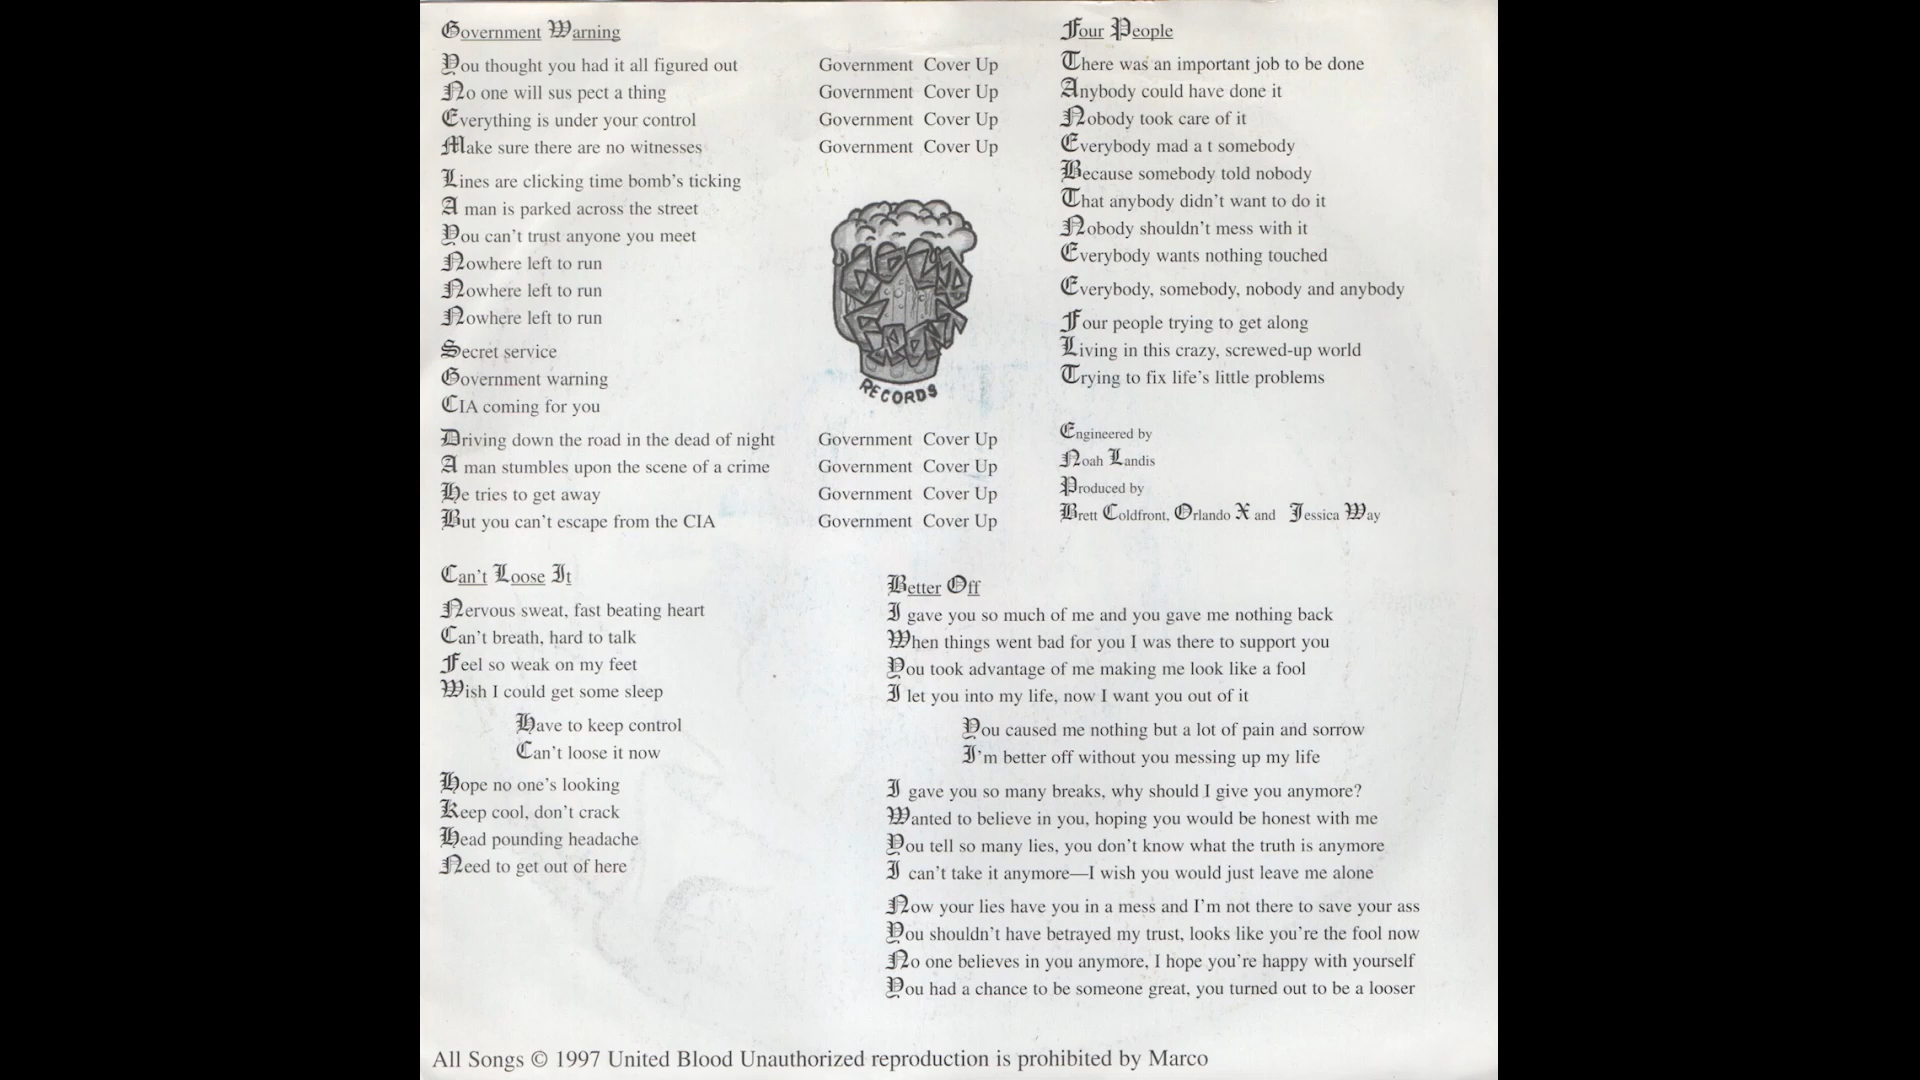 Government Warning
You thought you had it all figured out
No one will sus pect a thing
Everything is under your control
Make sure there are no witnesses
Government Cover Up
Government Cover Up
Government Cover Up
Government Cover Up
Lines are clicking time bomb's ticking
A man is parked across the street
You can't trust anyone you meet
Nowhere left to run
Nowhere left to run
Nowhere left to run
Secret service
Government warning
CIA coming for you
Driving down the road in the dead of night
A man stumbles upon the scene of a crime
He tries to get away
But you can't escape from the CIA
Government Cover Up
Government Cover Up
Government Cover Up
Government Cover Up
COLD
FRONT
RECORDS
Four People
There was an important job to be done
Anybody could have done it
Nobody took care of it
Everybody mad a t somebody
Because somebody told nobody
That anybody didn't want to do it
Nobody shouldn't mess with it
Everybody wants nothing touched
Everybody, somebody, nobody and anybody
Four people trying to get along
Living in this crazy, screwed-up world
Trying to fix life's little problems
Engineered by
Noah Landis
Produced by
Brett Coldfront, Orlando X and Jessica Way
Can't Loose It
Nervous sweat, fast beating heart
Can't breath, hard to talk
Feel so weak on my feet
Wish I could get some sleep
Have to keep control
Can't loose it now
Hope no one's looking
Keep cool, don't crack
Head pounding headache
Need to get out of here
Better Off
I gave you so much of me and you gave me nothing back
When things went bad for you I was there to support you
You took advantage of me making me look like a fool
I let you into my life, now I want you out of it
You caused me nothing but a lot of pain and sorrow
I'm better off without you messing up my life
I gave you so many breaks, why should I give you anymore?
Wanted to believe in you, hoping you would be honest with me
You tell so many lies, you don't know what the truth is anymore
I can't take it anymore—I wish you would just leave me alone
Now your lies have you in a mess and I'm not there to save your ass
You shouldn't have betrayed my trust, looks like you're the fool now
No one believes in you anymore, I hope you're happy with yourself
You had a chance to be someone great, you turned out to be a looser
All Songs © 1997 United Blood Unauthorized reproduction is prohibited by Marco